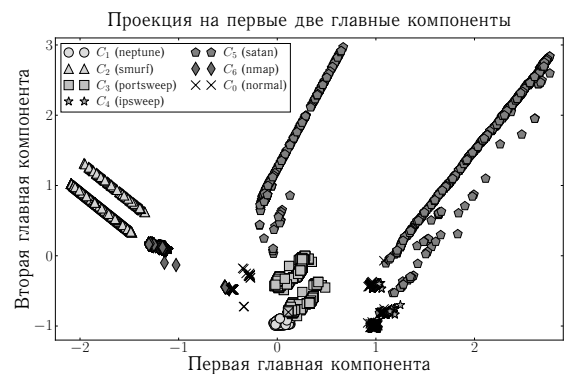 Проекция на первые две главные компоненты
Вторая главная компонента
3
2
1
0
−1
C1 (neptune)
C2 (smurf)
C3 (portsweep)
C4 (ipsweep)
C5 (satan)
C6 (nmap)
C0 (normal)
−2 −1 0 1 2
Первая главная компонента